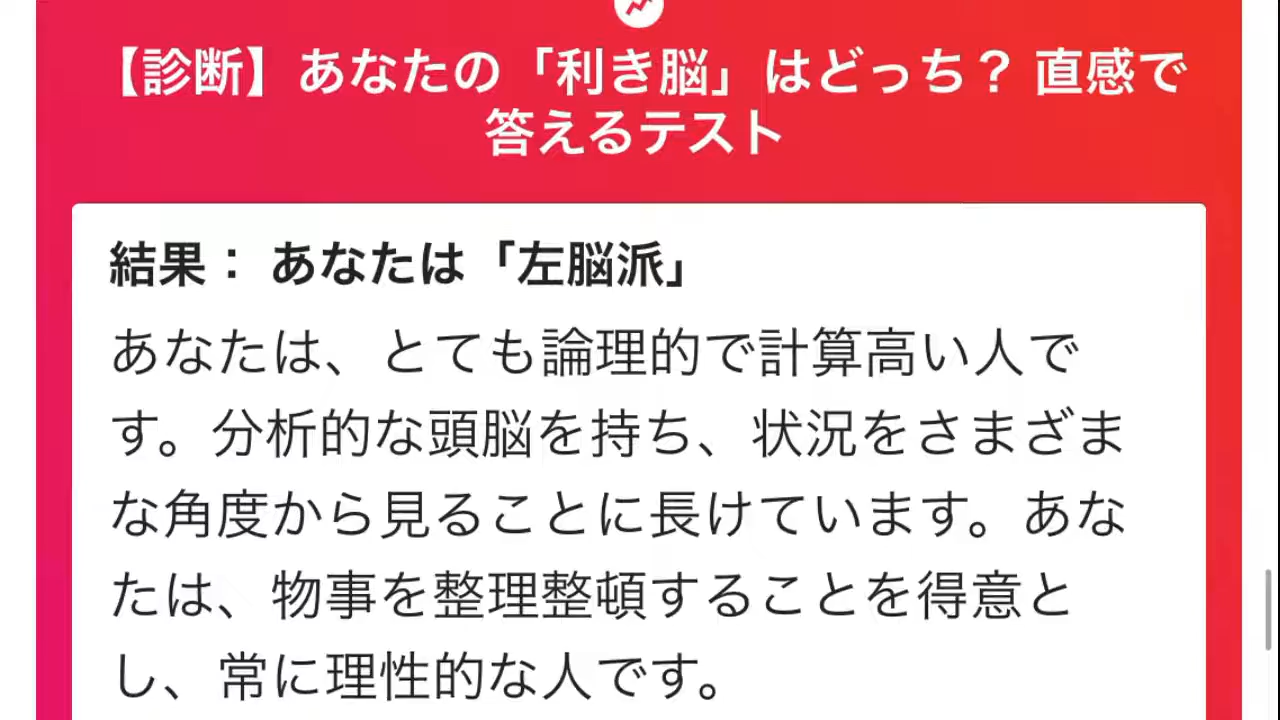 【診断】あなたの「利き脳」はどっち？ 直感で
答えるテスト
結果： あなたは「左脳派」
あなたは、とても論理的で計算高い人で
す。分析的な頭脳を持ち、状況をさまざま
な角度から見ることに長けています。あな
たは、物事を整理整頓することを得意と
し、常に理性的な人です。